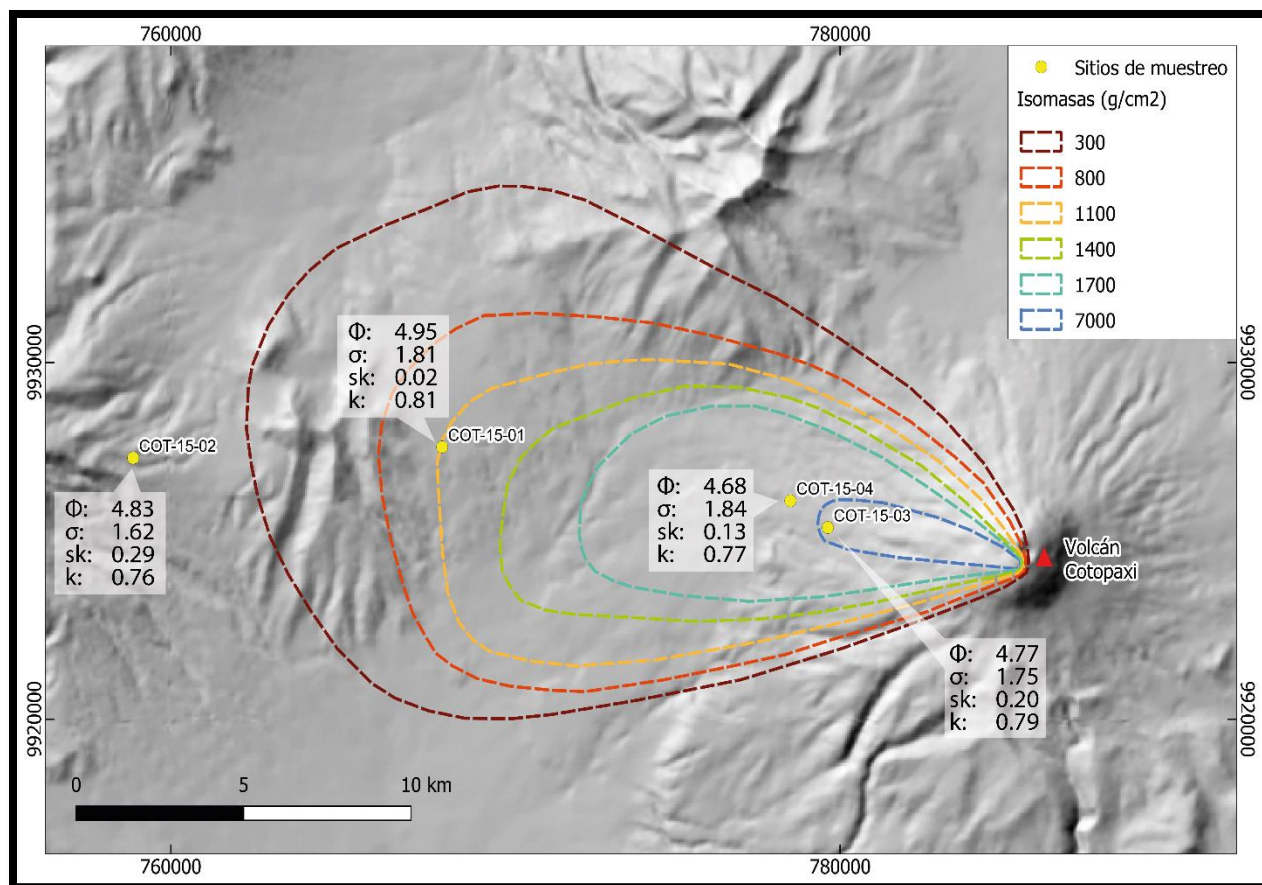 760000
780000
Sitios de muestreo
Isomasas (g/cm2)
300
800
1100
1400
1700
7000
9930000
9930000
Φ: 4.95
σ: 1.81
sk: 0.02
k: 0.81
COT-15-01
COT-15-02
Φ: 4.83
σ: 1.62
sk: 0.29
k: 0.76
Φ: 4.68
σ: 1.84
sk: 0.13
k: 0.77
COT-15-04
COT-15-03
Volcán
Cotopaxi
Φ: 4.77
σ: 1.75
sk: 0.20
k: 0.79
9920000
9920000
0 5 10 km
760000
780000